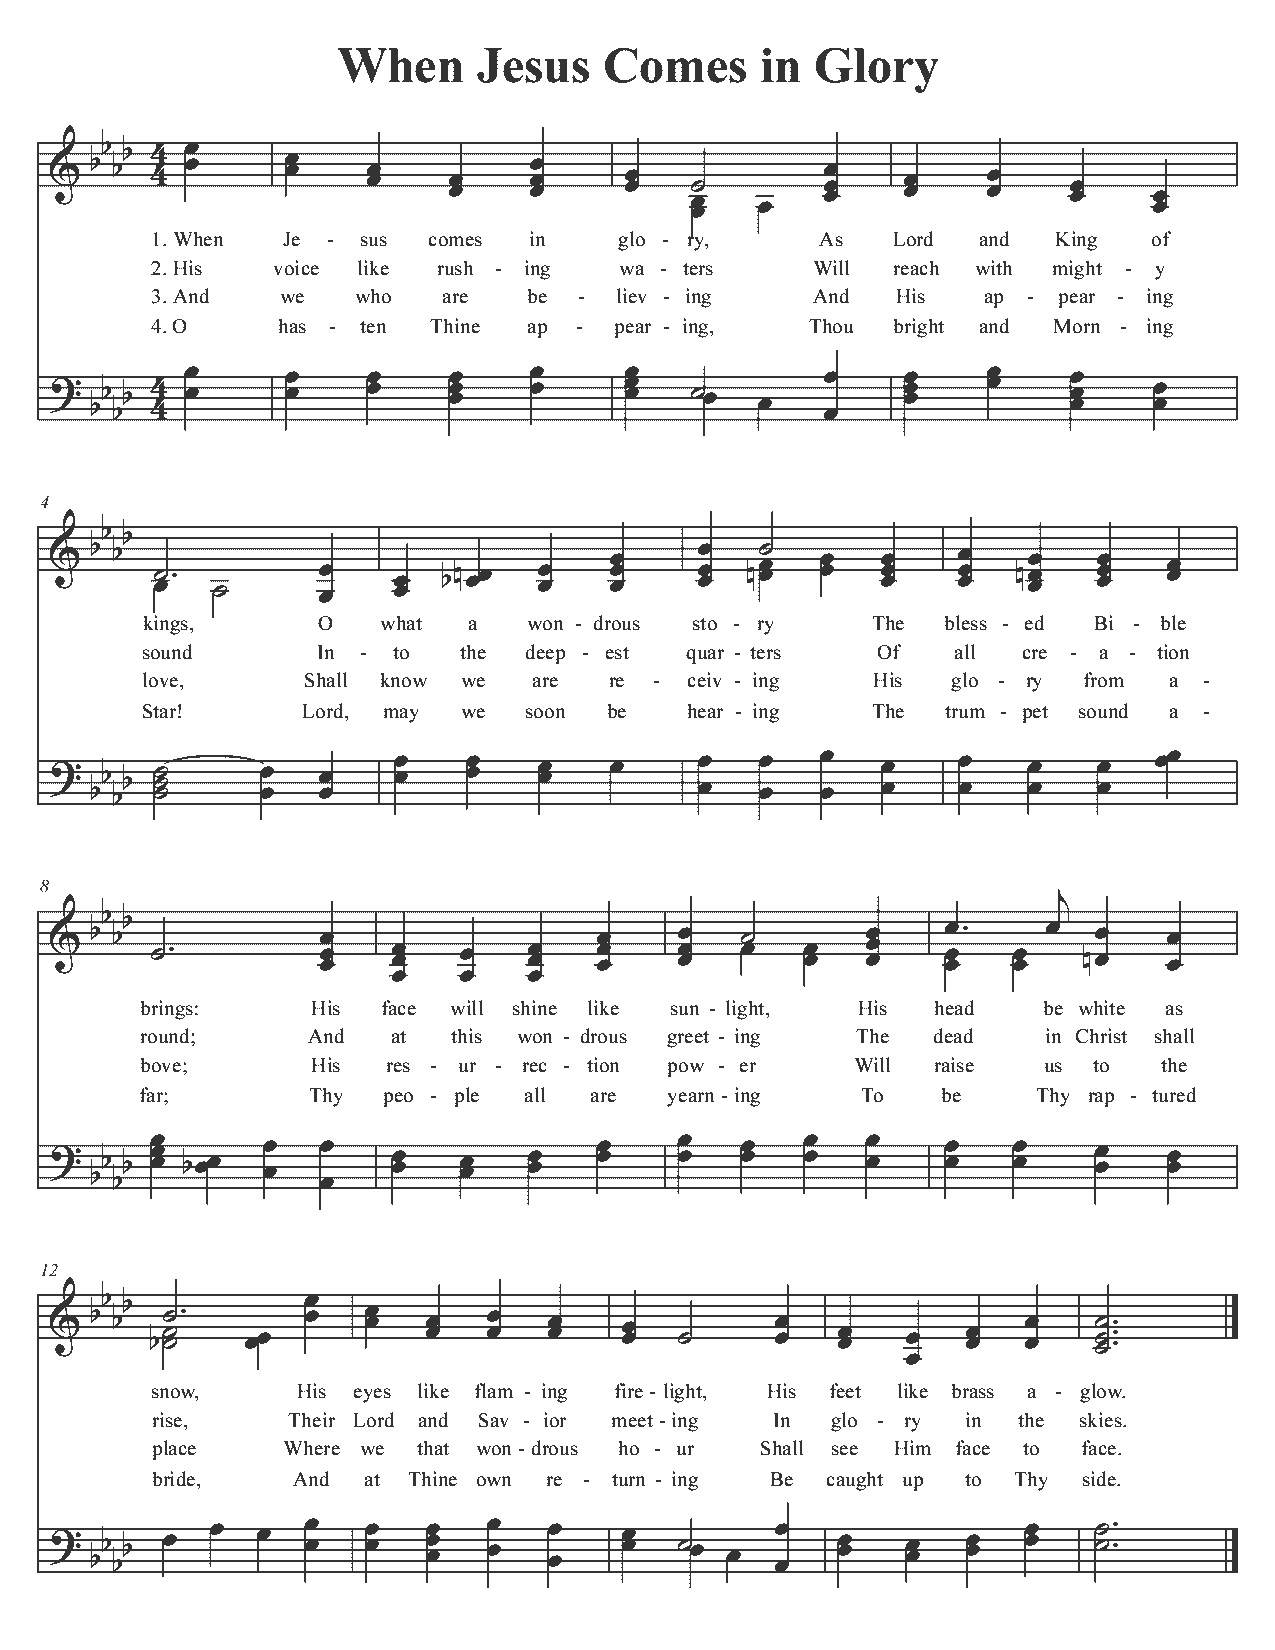 When Jesus Comes in Glory
4
4
1. When Je - sus comes in glo - ry, As Lord and King of
2. His voice like rush - ing wa - ters Will reach with might - y
3. And we who are be - liev - ing And His ap - pear - ing
4. O has - ten Thine ap - pear - ing, Thou bright and Morn - ing
4
4
4
kings, O what a won - drous sto - ry The bless - ed Bi - ble
sound In - to the deep - est quar - ters Of all cre - a - tion
love, Shall know we are re - ceiv - ing His glo - ry from a -
Star! Lord, may we soon be hear - ing The trum - pet sound a -
8
brings: His face will shine like sun - light, His head be white as
round; And at this won - drous greet - ing The dead in Christ shall
bove; His res - ur - rec - tion pow - er Will raise us to the
far; Thy peo - ple all are yearn - ing To be Thy rap - tured
12
snow, His eyes like flam - ing fire - light, His feet like brass a - glow.
rise, Their Lord and Sav - ior meet - ing In glo - ry in the skies.
place Where we that won - drous ho - ur Shall see Him face to face.
bride, And at Thine own re - turn - ing Be caught up to Thy side.